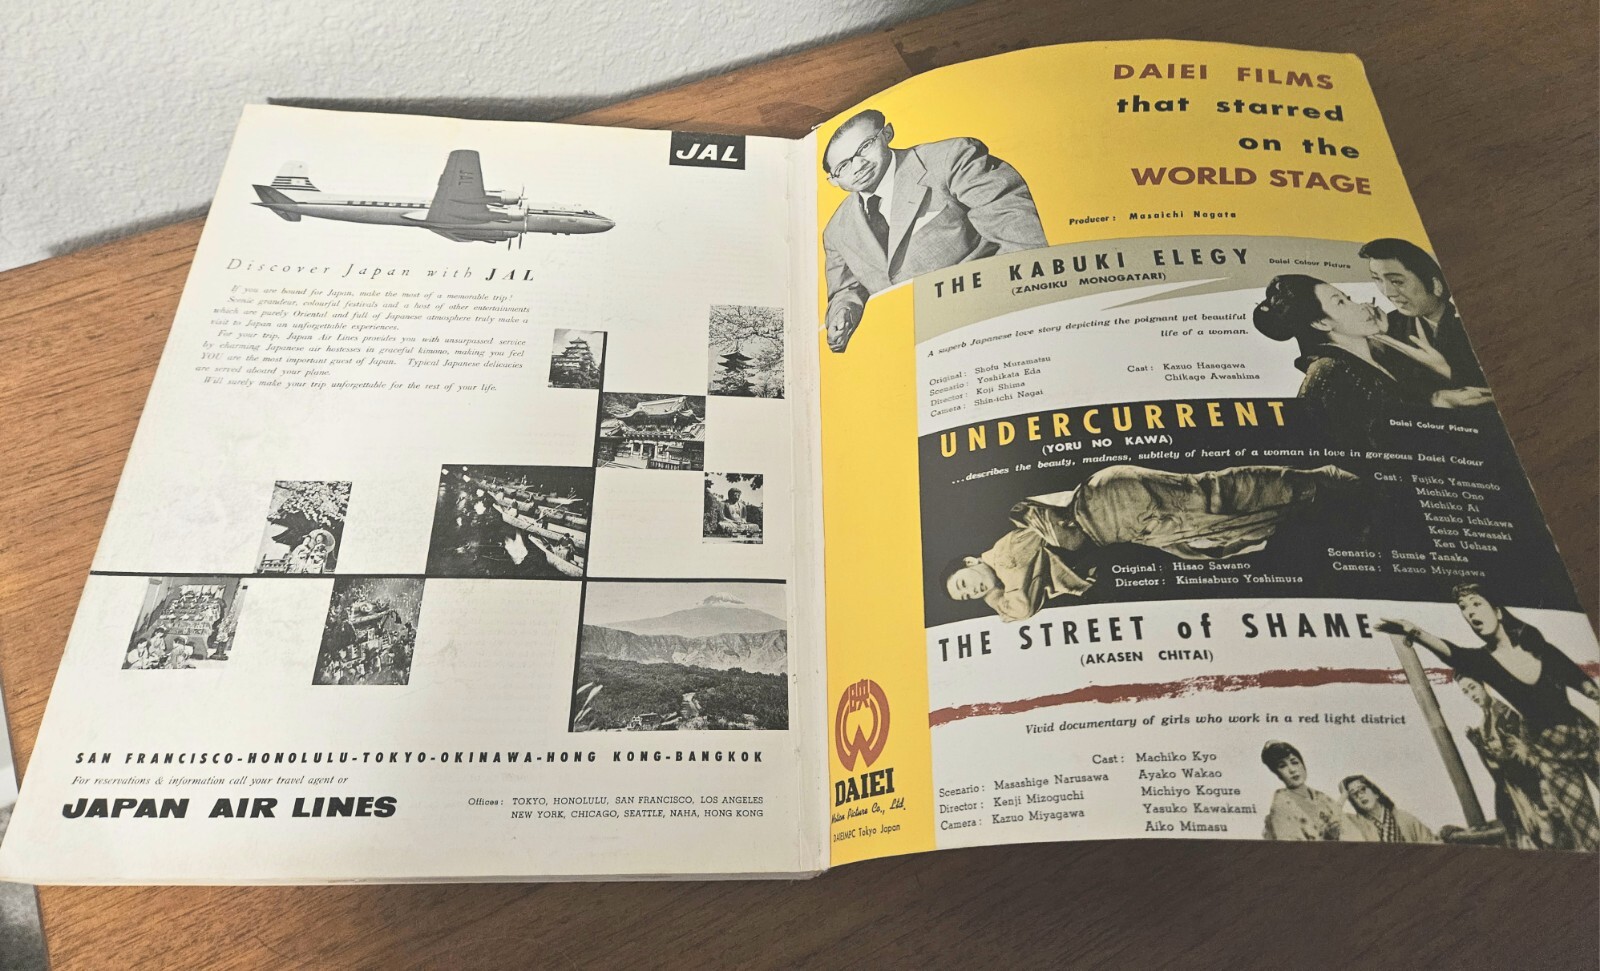 JAL
JAL
Discover Japan with JAL
If you are bound for Japan, make the most of a memorable trip!
Scenic grandeur, colourful festivals and a host of other entertainments
which are purely Oriental and full of Japanese atmosphere truly make a
visit to Japan an unforgettable experiences.
For your trip, Japan Air Lines provides you with unsurpassed service
by charming Japanese air hostesses in graceful kimono, making you feel
YOU are the most important guest of Japan. Typical Japanese delicacies
are served aboard your plane.
Will surely make your trip unforgettable for the rest of your life.
SAN FRANCISCO-HONOLULU-TOKYO-OKINAWA-HONG KONG-BANGKOK
For reservations & information call your travel agent or
JAPAN AIR LINES
Offices: TOKYO, HONOLULU, SAN FRANCISCO, LOS ANGELES
NEW YORK, CHICAGO, SEATTLE, NAHA, HONG KONG
DAIEI FILMS
that starred
on the
WORLD STAGE
Producer: Masaichi Nagata
THE KABUKI ELEGY
(ZANGIKU MONOGATARI)
Daiei Colour Picture
A superb Japanese love story depicting the poignant yet beautiful
life of a woman.
Original: Shofu Muramatsu
Scenario: Yoshikata Eda
Director: Koji Shima
Camera: Shin-ichi Nagai
Cast: Kazuo Hasegawa
Chikage Awashima
UNDERCURRENT
(YORU NO KAWA)
Daiei Colour Picture
...describes the beauty, madness, subtlety of heart of a woman in love in gorgeous Daiei Colour
Cast: Fujiko Yamamoto
Michiko Ono
Michiko Ai
Kazuko Ichikawa
Keizo Kawasaki
Ken Uehara
Original: Hisao Sawano
Director: Kimisaburo Yoshimura
Scenario: Sumie Tanaka
Camera: Kazuo Miyagawa
THE STREET of SHAME
(AKASEN CHITAI)
Vivid documentary of girls who work in a red light district
Scenario: Masashige Narusawa
Director: Kenji Mizoguchi
Camera: Kazuo Miyagawa
Cast: Machiko Kyo
Ayako Wakao
Michiyo Kogure
Yasuko Kawakami
Aiko Mimasu
DAIEI
Motion Picture Co., Ltd.
DAIEIMPC Tokyo Japan